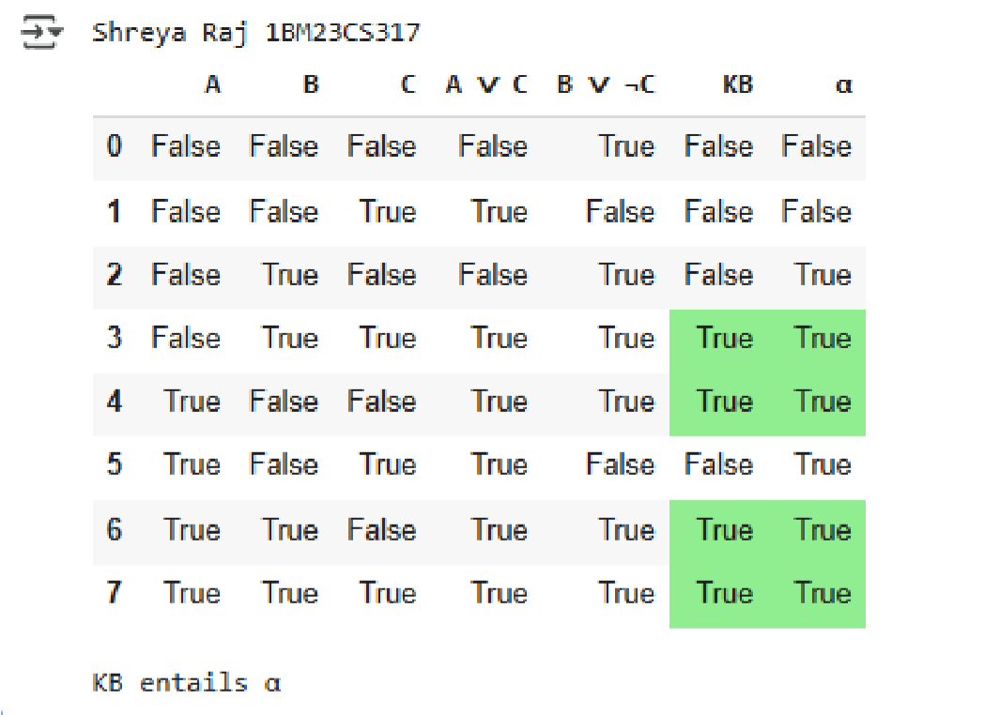 Shreya Raj 1BM23CS317
A B C A ∨ C B ∨ ¬C KB α
0 False False False False True False False
1 False False True True False False False
2 False True False False True False True
3 False True True True True True True
4 True False False True True True True
5 True False True True False False True
6 True True False True True True True
7 True True True True True True True
KB entails α